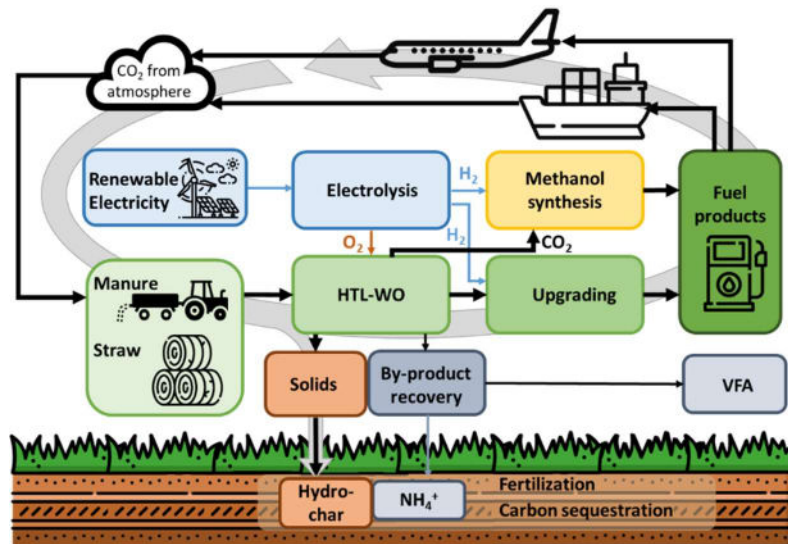 CO₂ from
atmosphere
Renewable
Electricity
Electrolysis
H₂
Methanol
synthesis
Fuel
products
O₂
H₂
CO₂
Manure
Straw
HTL-WO
Upgrading
Solids
By-product
recovery
VFA
Hydro-
char
NH₄⁺
Fertilization
Carbon sequestration